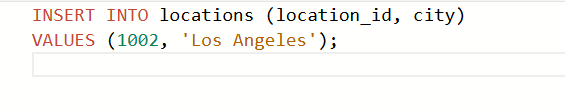 INSERT INTO locations (location_id, city)
VALUES (1002, 'Los Angeles');